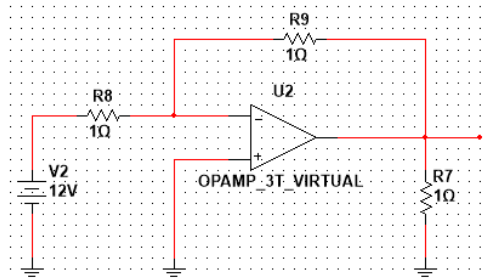 R9
1Ω
R8
1Ω
U2
−
+
OPAMP_3T_VIRTUAL
V2
12V
R7
1Ω